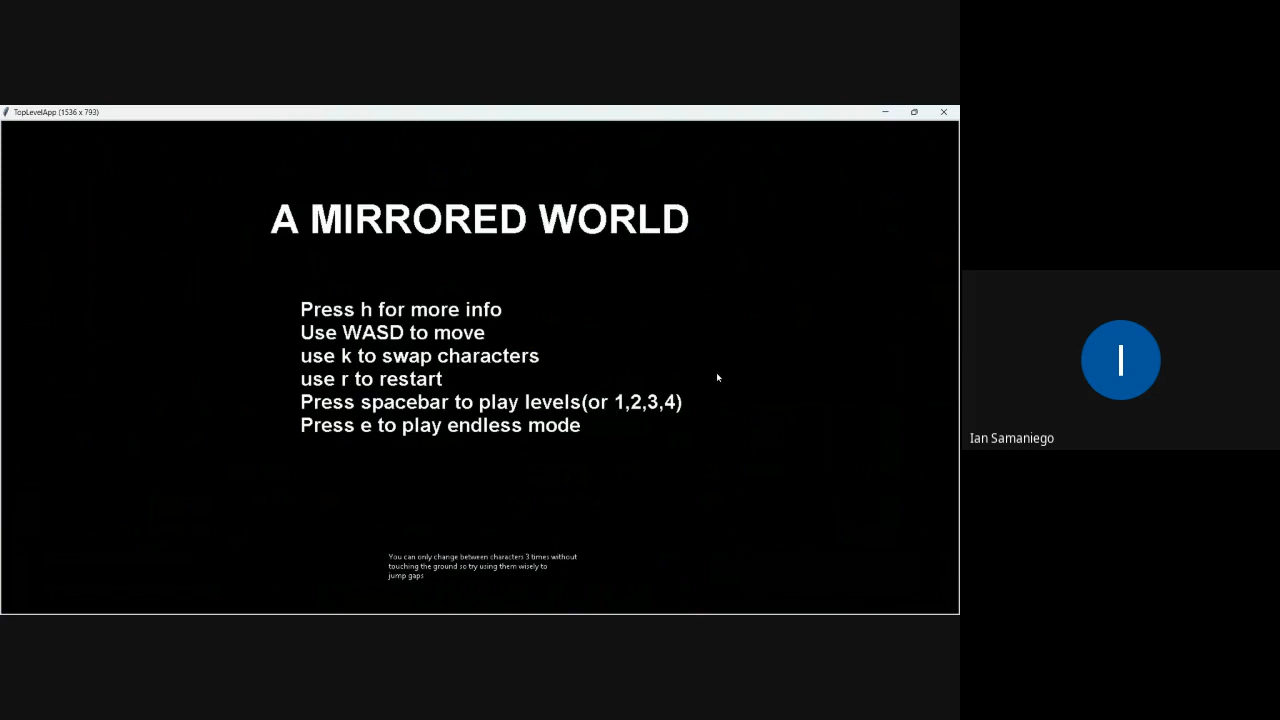 TopLevelApp (1536 x 793)
A MIRRORED WORLD
Press h for more info
Use WASD to move
use k to swap characters
use r to restart
Press spacebar to play levels(or 1,2,3,4)
Press e to play endless mode
You can only change between characters 3 times without
touching the ground so try using them wisely to
jump gaps
I
Ian Samaniego